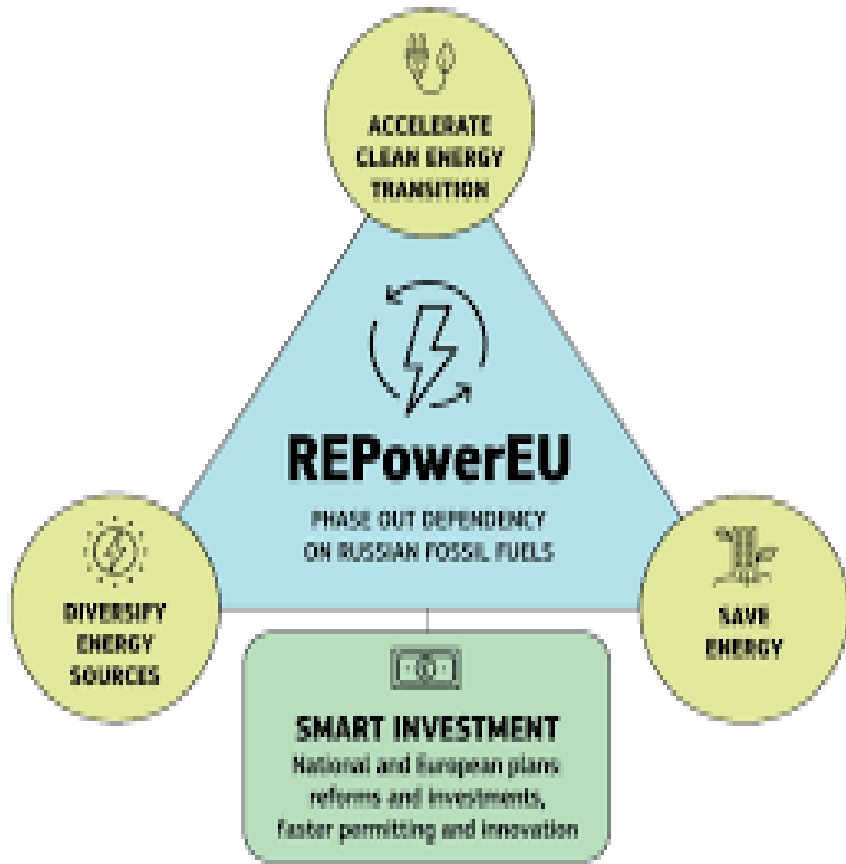 ACCELERATE
CLEAN ENERGY
TRANSITION
REPowerEU
PHASE OUT DEPENDENCY
ON RUSSIAN FOSSIL FUELS
DIVERSIFY
ENERGY
SOURCES
SAVE
ENERGY
SMART INVESTMENT
National and European plans
reforms and investments,
faster permitting and innovation